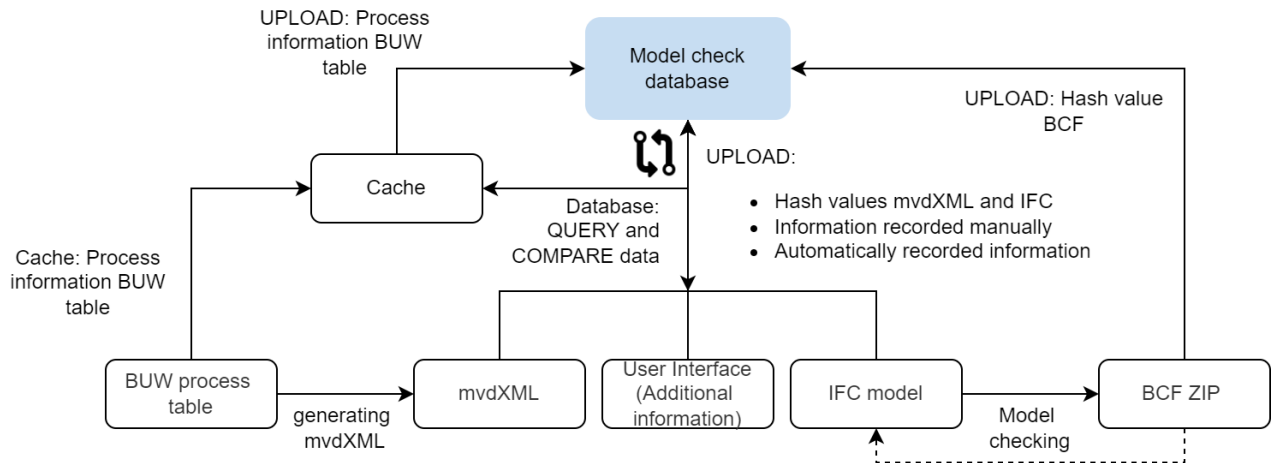 UPLOAD: Process
information BUW
table
Model check
database
UPLOAD: Hash value
BCF
UPLOAD:
Cache
• Hash values mvdXML and IFC
• Information recorded manually
• Automatically recorded information
Database:
QUERY and
COMPARE data
Cache: Process
information BUW
table
BUW process
table
generating
mvdXML
mvdXML
User Interface
(Additional
information)
IFC model
Model
checking
BCF ZIP